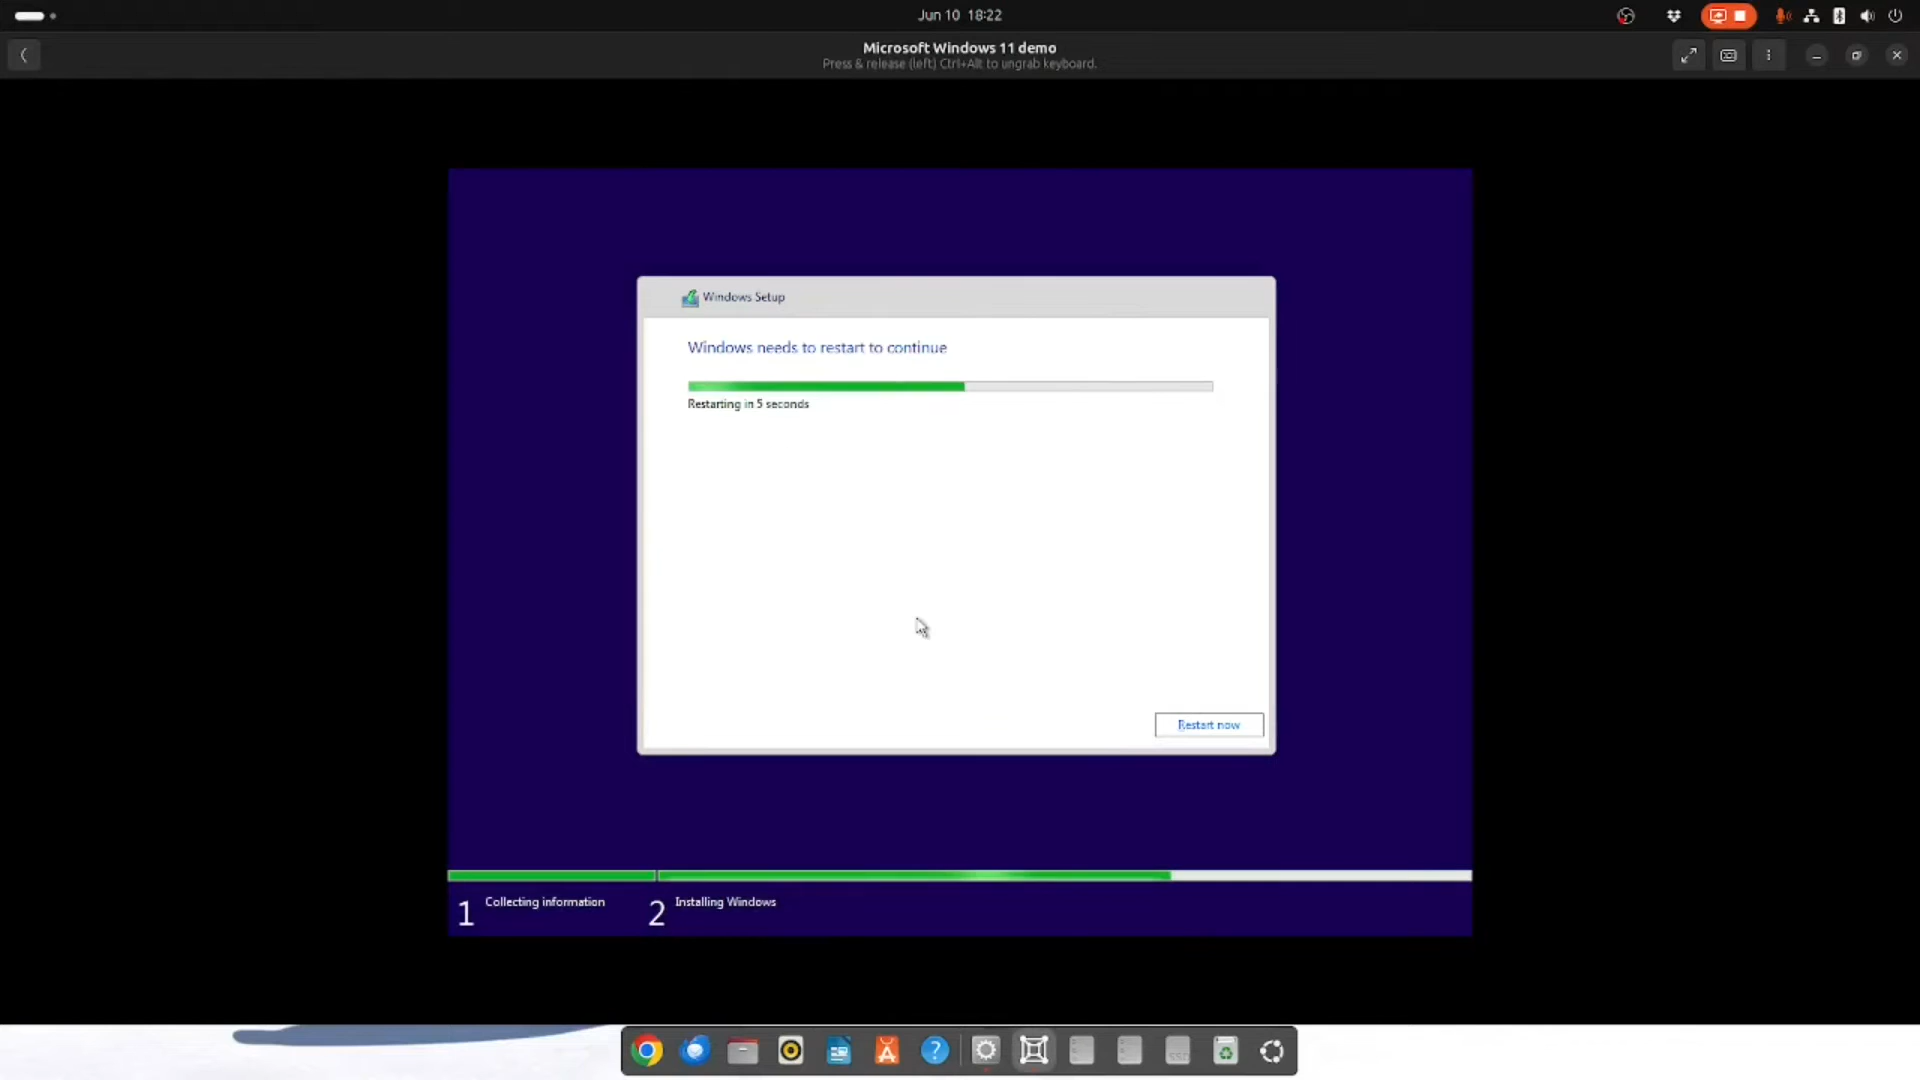 Jun 10 18:22
Microsoft Windows 11 demo
Press & release (left) Ctrl+Alt to ungrab keyboard.
Windows Setup
Windows needs to restart to continue
Restarting in 5 seconds
Restart now
1 Collecting information
2 Installing Windows